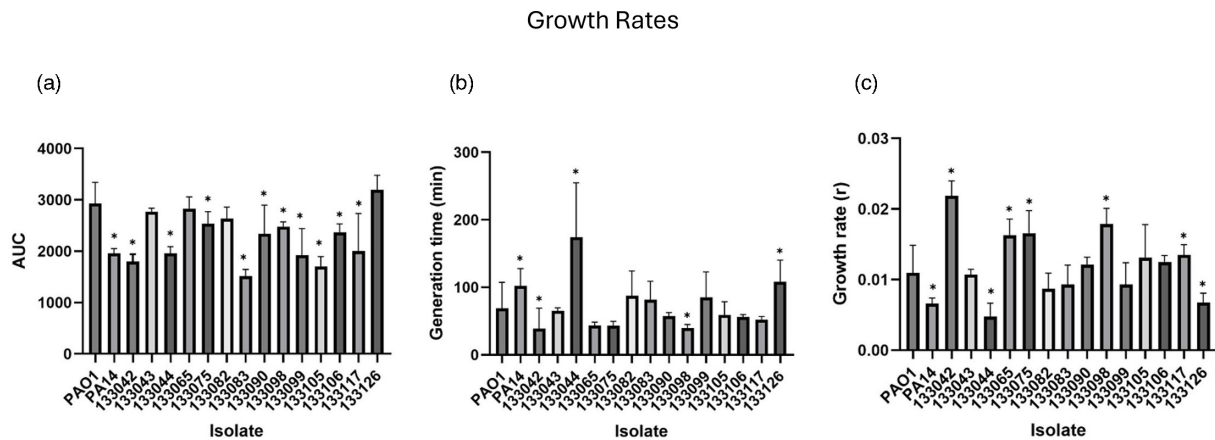 Growth Rates
(a)
(b)
(c)
AUC
4000
3000
2000
1000
0
* * * * * * * * * * *
PAO1 PA14 133042 133043 133044 133065 133075 133082 133083 133090 133098 133099 133105 133106 133117 133126
Isolate
Generation time (min)
300
200
100
0
* * * * *
PAO1 PA14 133042 133043 133044 133065 133075 133082 133083 133090 133098 133099 133105 133106 133117 133126
Isolate
Growth rate (r)
0.03
0.02
0.01
0.00
* * * * * * * *
PAO1 PA14 133042 133043 133044 133065 133075 133082 133083 133090 133098 133099 133105 133106 133117 133126
Isolate